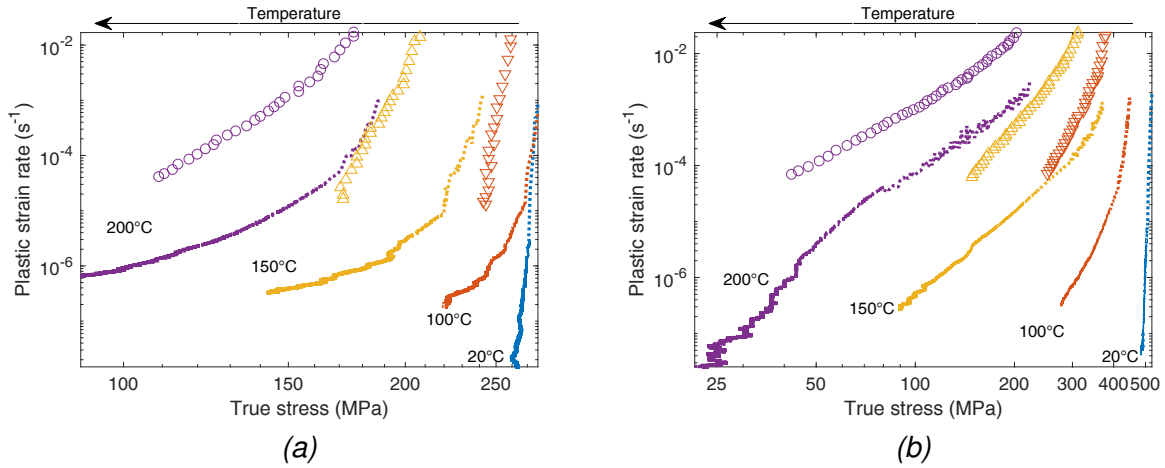 Temperature
Plastic strain rate (s⁻¹)
10⁻²
10⁻⁴
10⁻⁶
200°C
150°C
100°C
20°C
100
150
200
250
True stress (MPa)
(a)
Temperature
Plastic strain rate (s⁻¹)
10⁻²
10⁻⁴
10⁻⁶
200°C
150°C
100°C
20°C
25
50
100
200
300
400
500
True stress (MPa)
(b)